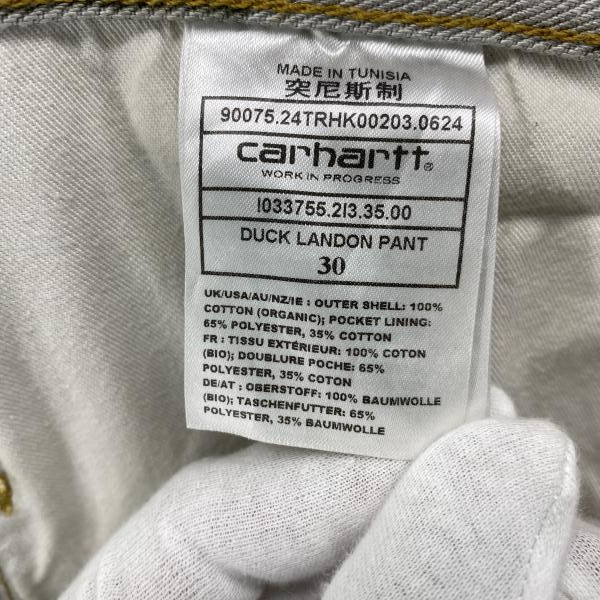 MADE IN TUNISIA
突尼斯制
90075.24TRHK00203.0624
carhartt®
WORK IN PROGRESS
I033755.2I3.35.00
DUCK LANDON PANT
30
UK/USA/AU/NZ/IE : OUTER SHELL: 100%
COTTON (ORGANIC); POCKET LINING:
65% POLYESTER, 35% COTTON
FR : TISSU EXTÉRIEUR: 100% COTON
(BIO); DOUBLURE POCHE: 65%
POLYESTER, 35% COTON
DE/AT : OBERSTOFF: 100% BAUMWOLLE
(BIO); TASCHENFUTTER: 65%
POLYESTER, 35% BAUMWOLLE